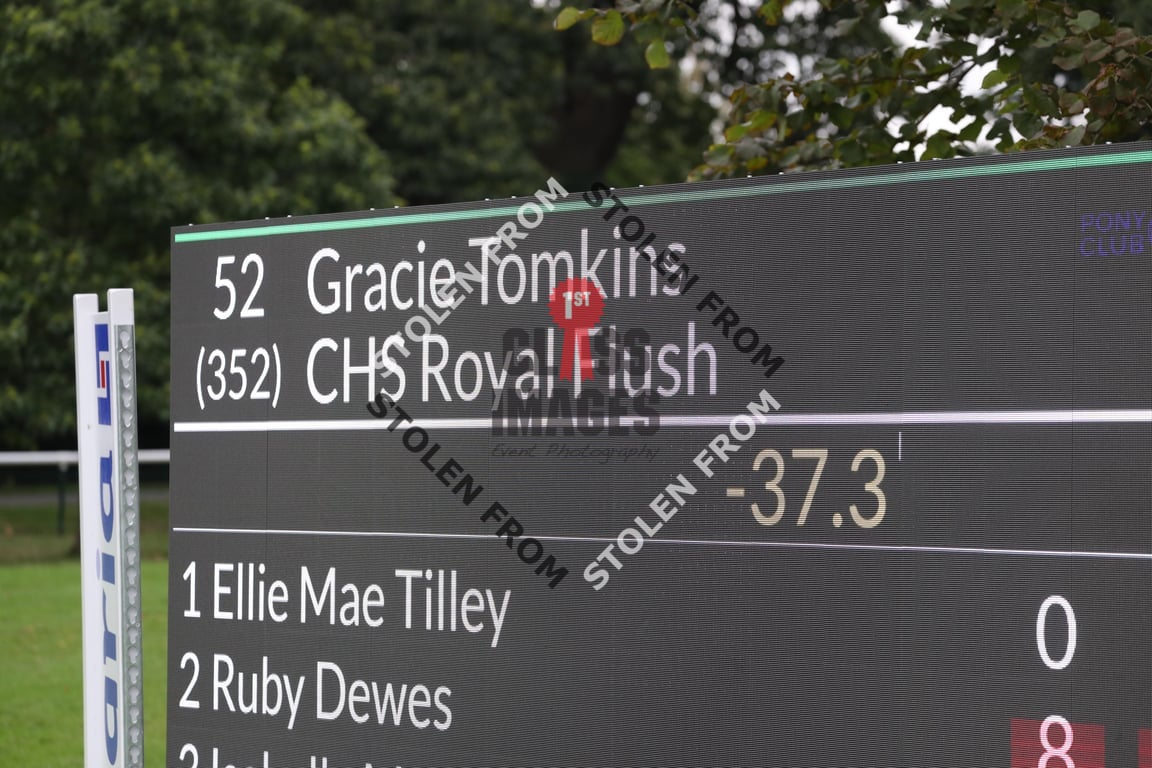 52 Gracie Tomkins
PONY
CLUB
(352) CHS Royal Flush
-37.3
1 Ellie Mae Tilley 0
2 Ruby Dewes
8
STOLEN FROM
STOLEN FROM
STOLEN FROM
STOLEN FROM
1ST
CLASS
IMAGES
Event Photography